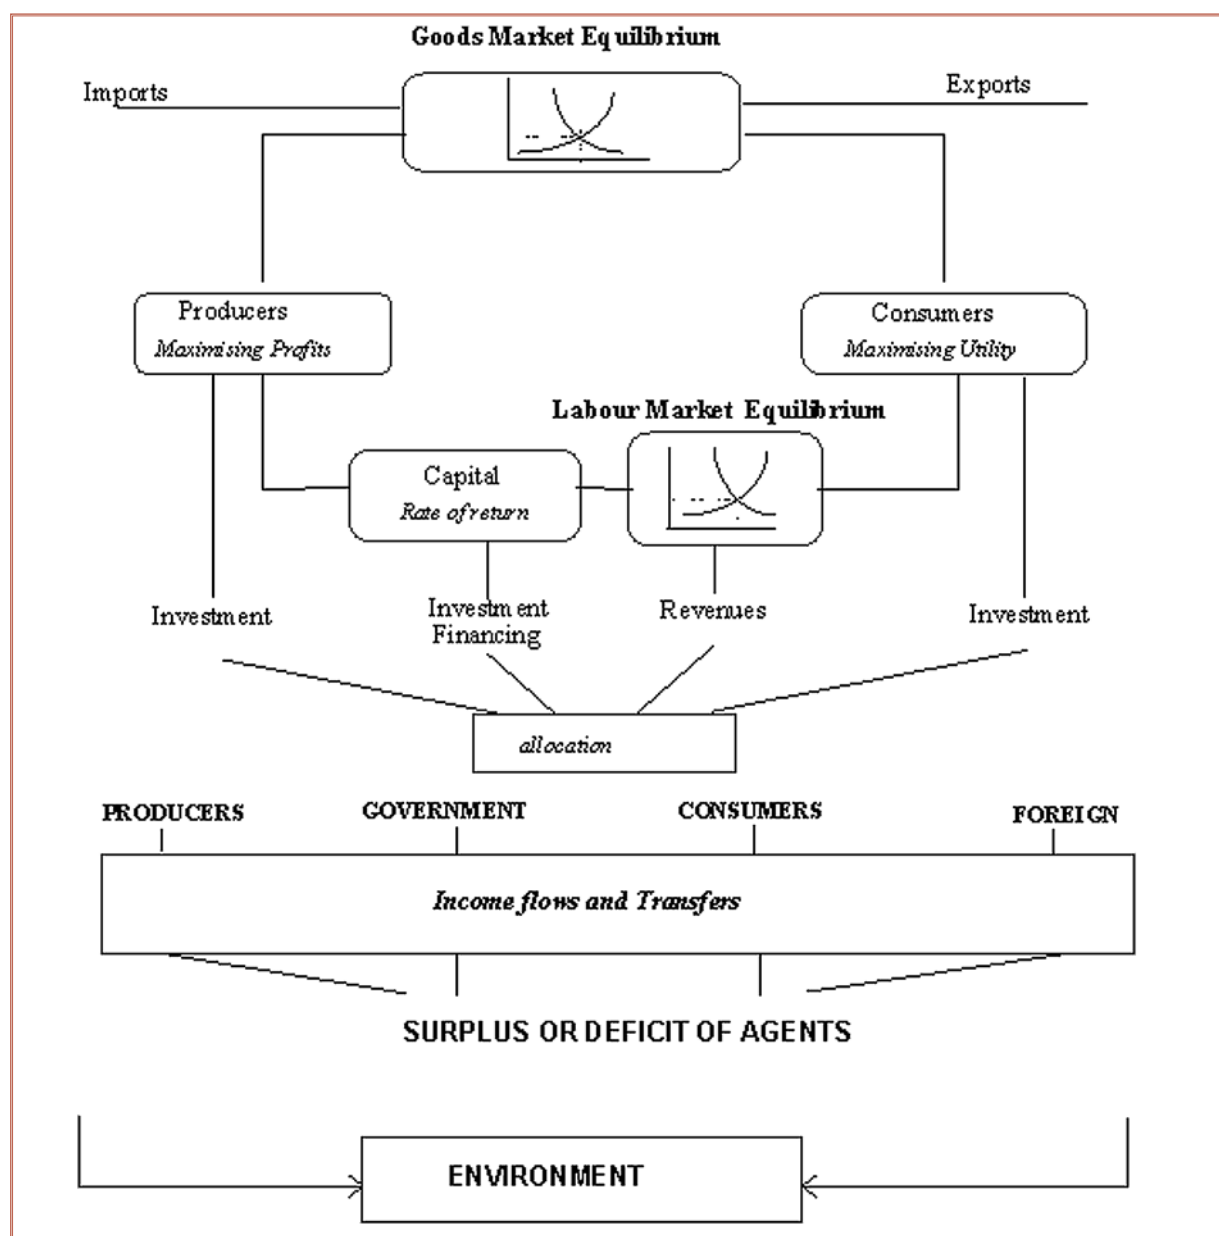 Goods Market Equilibrium
Imports
Exports
Producers
Maximising Profits
Consumers
Maximising Utility
Labour Market Equilibrium
Capital
Rate of return
Investment
Investment
Financing
Revenues
Investment
allocation
PRODUCERS
GOVERNMENT
CONSUMERS
FOREIGN
Income flows and Transfers
SURPLUS OR DEFICIT OF AGENTS
ENVIRONMENT